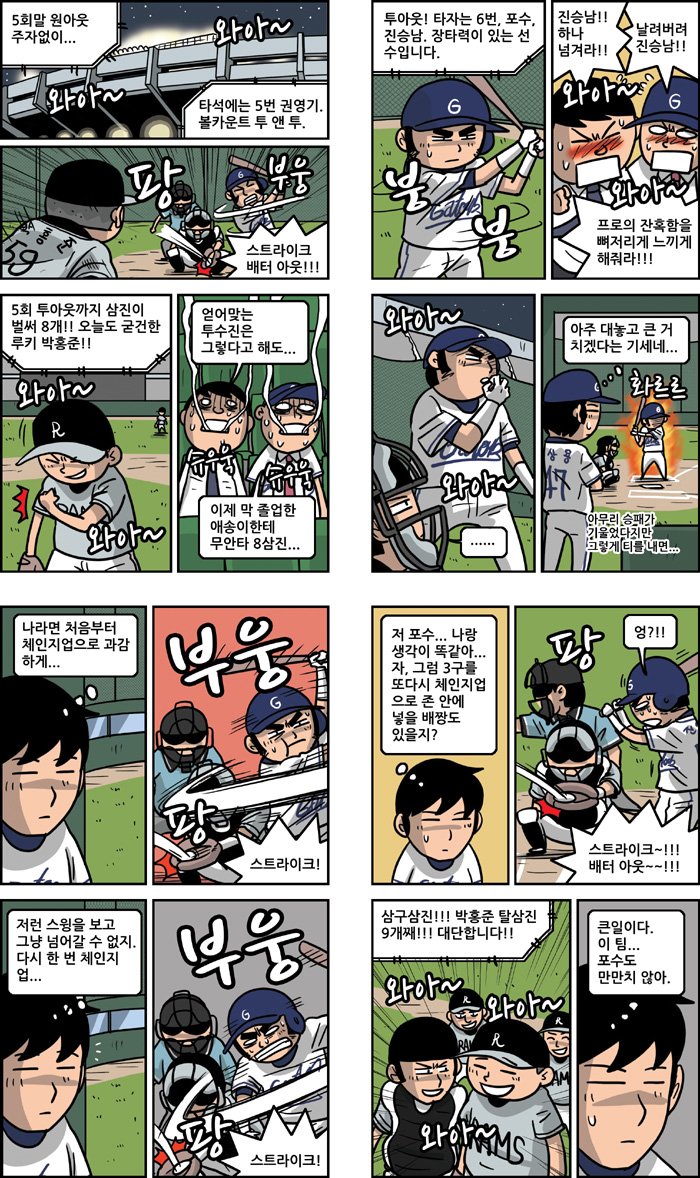 5회말 원아웃
주자없이...
와아~
와아~
타석에는 5번 권영기.
볼카운트 투 앤 투.
59
팡
부웅
G
스트라이크
배터 아웃!!!
5회 투아웃까지 삼진이
벌써 8개!! 오늘도 굳건한
루키 박홍준!!
와아~
R
RAMS
와아~
얻어맞는
투수진은
그렇다고 해도...
슈우욱
슈우욱
이제 막 졸업한
애송이한테
무안타 8삼진...
투아웃! 타자는 6번, 포수,
진승남. 장타력이 있는 선
수입니다.
G
Gators
붇
붇
진승남!!
하나
넘겨라!!
날려버려
진승남!!
와아~
G
와아~
프로의 잔혹함을
뼈저리게 느끼게
해줘라!!!
와아~
와아~
......
아주 대놓고 큰 거
치겠다는 기세네...
G
화르르
상용
47
아무리 승패가
기울었다지만
그렇게 티를 내면...
나라면 처음부터
체인지업으로 과감
하게...
부웅
G
팡
스트라이크!
저런 스윙을 보고
그냥 넘어갈 수 없지.
다시 한 번 체인지
업...
부웅
G
팡
스트라이크!
저 포수... 나랑
생각이 똑같아...
자, 그럼 3구를
또다시 체인지업
으로 존 안에
넣을 배짱도
있을지?
엉?!!
팡
G
스트라이크~!!!
배터 아웃~~!!!
삼구삼진!!! 박홍준 탈삼진
9개째!!! 대단합니다!!
와아~
와아~
R
RAMS
R
RAMS
와아~
큰일이다.
이 팀...
포수도
만만치 않아.